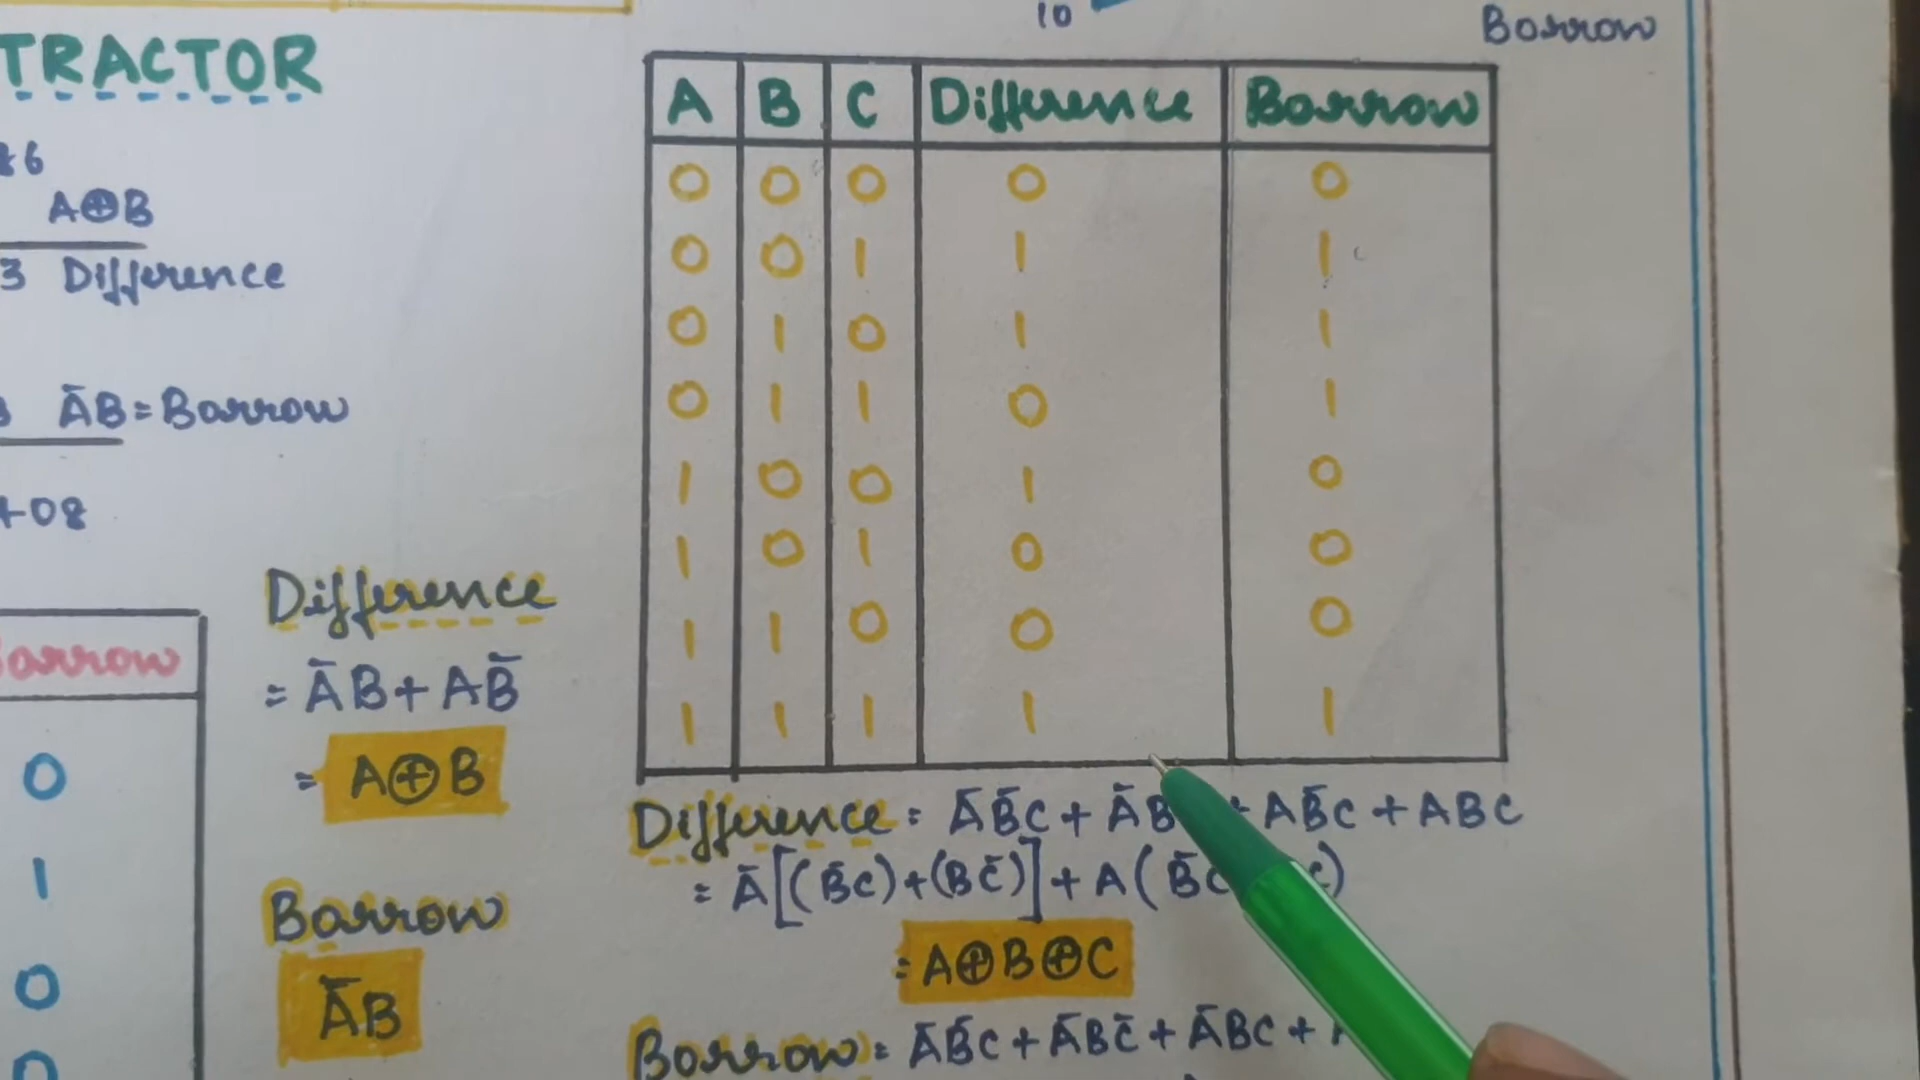 10
Borrow
TRACTOR
A⊕B
3 Difference
ĀB=Borrow
+08
A B C Difference Borrow
0 0 0 0 0
0 0 1 1 1
0 1 0 1 1
0 1 1 0 1
1 0 0 1 0
1 0 1 0 0
1 1 0 0 0
1 1 1 1 1
arrow
0
1
0
Difference
= ĀB+AB̄
= A⊕B
Borrow
ĀB
Difference = ĀB̄C + ĀB + AB̄C + ABC
= Ā[(B̄C)+(BC̄)]+A(B̄C C)
= A⊕B⊕C
Borrow = ĀB̄C + ĀBC̄ + ĀBC +